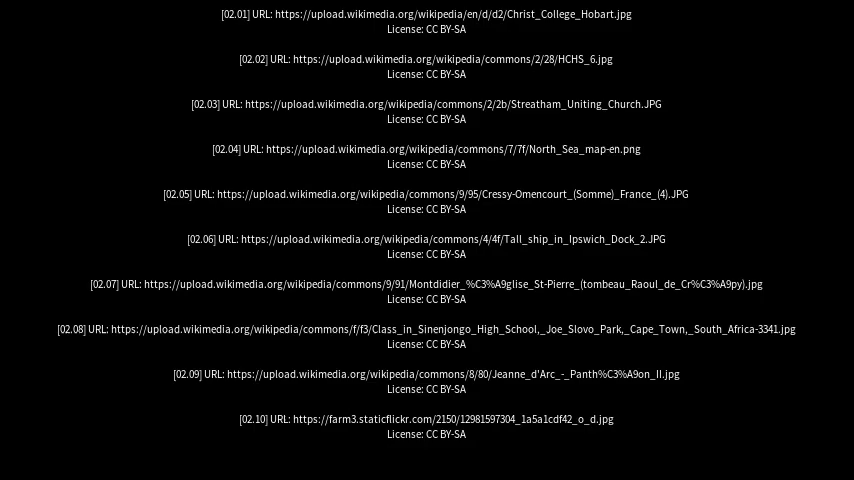 [02.01] URL: https://upload.wikimedia.org/wikipedia/en/d/d2/Christ_College_Hobart.jpg
License: CC BY-SA
[02.02] URL: https://upload.wikimedia.org/wikipedia/commons/2/28/HCHS_6.jpg
License: CC BY-SA
[02.03] URL: https://upload.wikimedia.org/wikipedia/commons/2/2b/Streatham_Uniting_Church.JPG
License: CC BY-SA
[02.04] URL: https://upload.wikimedia.org/wikipedia/commons/7/7f/North_Sea_map-en.png
License: CC BY-SA
[02.05] URL: https://upload.wikimedia.org/wikipedia/commons/9/95/Cressy-Omencourt_(Somme)_France_(4).JPG
License: CC BY-SA
[02.06] URL: https://upload.wikimedia.org/wikipedia/commons/4/4f/Tall_ship_in_Ipswich_Dock_2.JPG
License: CC BY-SA
[02.07] URL: https://upload.wikimedia.org/wikipedia/commons/9/91/Montdidier_%C3%A9glise_St-Pierre_(tombeau_Raoul_de_Cr%C3%A9py).jpg
License: CC BY-SA
[02.08] URL: https://upload.wikimedia.org/wikipedia/commons/f/f3/Class_in_Sinenjongo_High_School,_Joe_Slovo_Park,_Cape_Town,_South_Africa-3341.jpg
License: CC BY-SA
[02.09] URL: https://upload.wikimedia.org/wikipedia/commons/8/80/Jeanne_d'Arc_-_Panth%C3%A9on_II.jpg
License: CC BY-SA
[02.10] URL: https://farm3.staticflickr.com/2150/12981597304_1a5a1cdf42_o_d.jpg
License: CC BY-SA